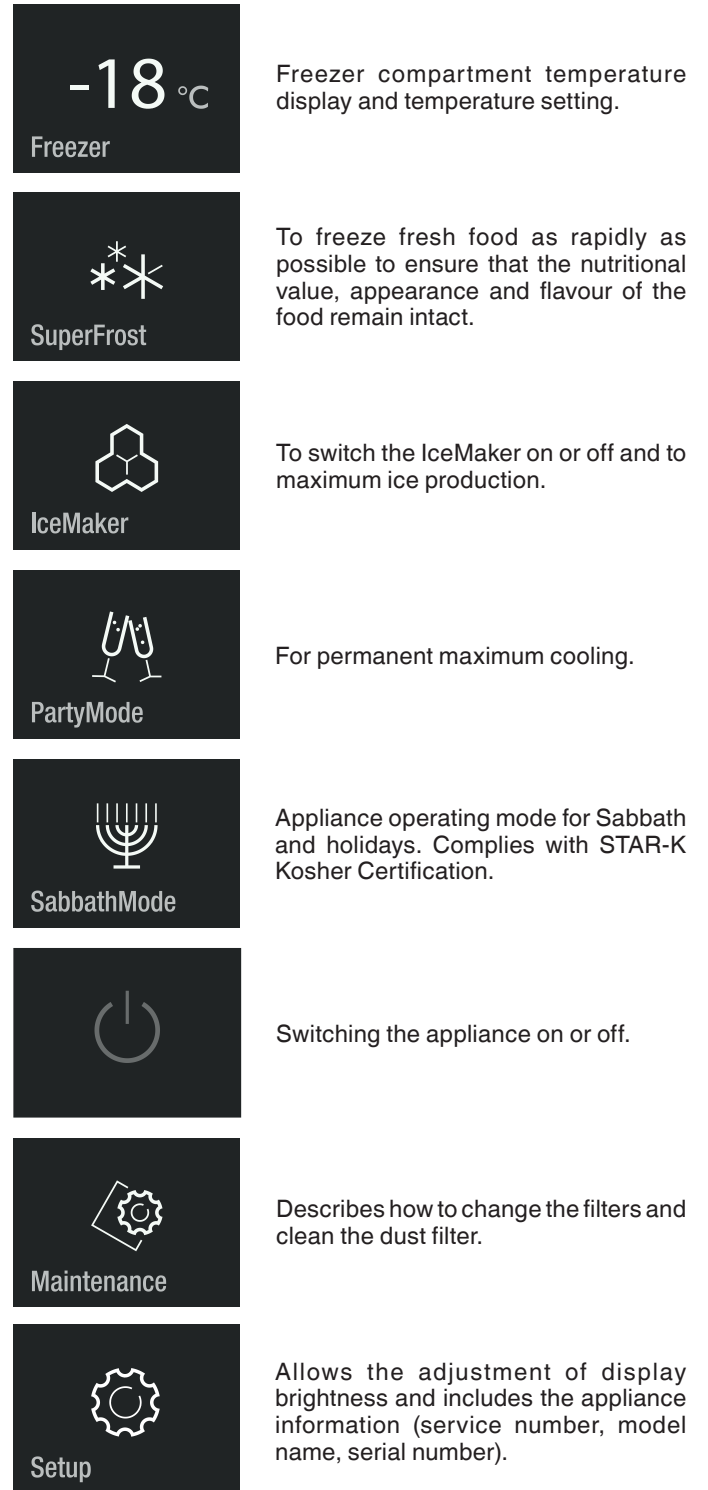 -18 °C
Freezer
Freezer compartment temperature
display and temperature setting.
SuperFrost
To freeze fresh food as rapidly as
possible to ensure that the nutritional
value, appearance and flavour of the
food remain intact.
IceMaker
To switch the IceMaker on or off and to
maximum ice production.
PartyMode
For permanent maximum cooling.
SabbathMode
Appliance operating mode for Sabbath
and holidays. Complies with STAR-K
Kosher Certification.
Switching the appliance on or off.
Maintenance
Describes how to change the filters and
clean the dust filter.
Setup
Allows the adjustment of display
brightness and includes the appliance
information (service number, model
name, serial number).